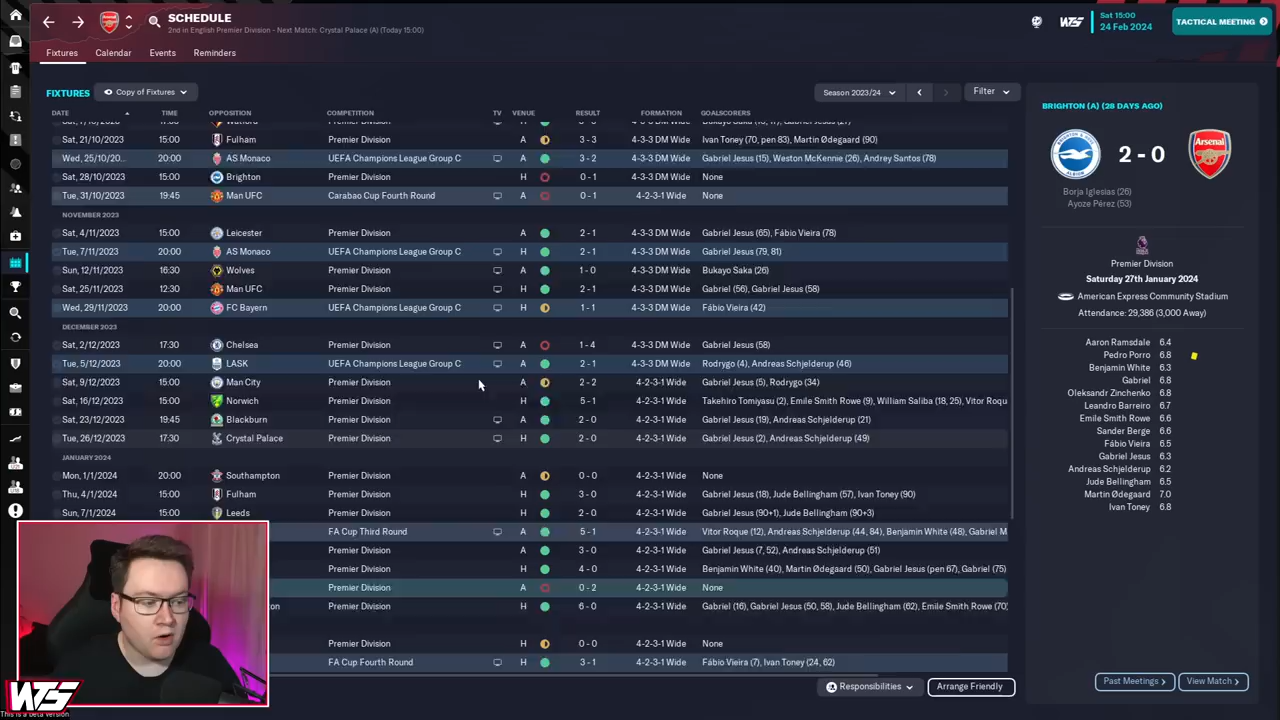 SCHEDULE
2nd in English Premier Division - Next Match: Crystal Palace (A) (Today 15:00)
WTS
Sat 15:00
24 Feb 2024
TACTICAL MEETING
Fixtures Calendar Events Reminders
FIXTURES Copy of Fixtures Season 2023/24 Filter
DATE TIME OPPOSITION COMPETITION TV VENUE RESULT FORMATION GOALSCORERS
Sat, 21/10/2023 15:00 Fulham Premier Division A 3 - 3 4-3-3 DM Wide Ivan Toney (70, pen 83), Martin Ødegaard (90)
Wed, 25/10/20... 20:00 AS Monaco UEFA Champions League Group C A 3 - 2 4-3-3 DM Wide Gabriel Jesus (15), Weston McKennie (26), Andrey Santos (78)
Sat, 28/10/2023 15:00 Brighton Premier Division H 0 - 1 4-3-3 DM Wide None
Tue, 31/10/2023 19:45 Man UFC Carabao Cup Fourth Round A 0 - 1 4-2-3-1 Wide None
NOVEMBER 2023
Sat, 4/11/2023 15:00 Leicester Premier Division A 2 - 1 4-3-3 DM Wide Gabriel Jesus (65), Fábio Vieira (78)
Tue, 7/11/2023 20:00 AS Monaco UEFA Champions League Group C H 2 - 1 4-3-3 DM Wide Gabriel Jesus (79, 81)
Sun, 12/11/2023 16:30 Wolves Premier Division H 1 - 0 4-3-3 DM Wide Bukayo Saka (26)
Sat, 25/11/2023 12:30 Man UFC Premier Division A 2 - 1 4-3-3 DM Wide Gabriel (56), Gabriel Jesus (58)
Wed, 29/11/2023 20:00 FC Bayern UEFA Champions League Group C H 1 - 1 4-3-3 DM Wide Fábio Vieira (42)
DECEMBER 2023
Sat, 2/12/2023 17:30 Chelsea Premier Division A 1 - 4 4-3-3 DM Wide Gabriel Jesus (58)
Tue, 5/12/2023 20:00 LASK UEFA Champions League Group C A 2 - 1 4-3-3 DM Wide Rodrygo (4), Andreas Schjelderup (46)
Sat, 9/12/2023 15:00 Man City Premier Division A 2 - 2 4-2-3-1 Wide Gabriel Jesus (5), Rodrygo (34)
Sat, 16/12/2023 15:00 Norwich Premier Division H 5 - 1 4-2-3-1 Wide Takehiro Tomiyasu (2), Emile Smith Rowe (9), William Saliba (18, 25), Vitor Roqu
Sat, 23/12/2023 19:45 Blackburn Premier Division A 2 - 0 4-2-3-1 Wide Gabriel Jesus (19), Andreas Schjelderup (21)
Tue, 26/12/2023 17:30 Crystal Palace Premier Division H 2 - 0 4-2-3-1 Wide Gabriel Jesus (2), Andreas Schjelderup (49)
JANUARY 2024
Mon, 1/1/2024 20:00 Southampton Premier Division A 0 - 0 4-2-3-1 Wide None
Thu, 4/1/2024 15:00 Fulham Premier Division H 3 - 0 4-2-3-1 Wide Gabriel Jesus (18), Jude Bellingham (57), Ivan Toney (90)
Sun, 7/1/2024 15:00 Leeds Premier Division H 2 - 0 4-2-3-1 Wide Gabriel Jesus (90+1), Jude Bellingham (90+3)
FA Cup Third Round A 5 - 1 4-2-3-1 Wide Vitor Roque (12), Andreas Schjelderup (44, 84), Benjamin White (48), Gabriel M
Premier Division A 3 - 0 4-2-3-1 Wide Gabriel Jesus (7, 52), Andreas Schjelderup (51)
Premier Division H 4 - 0 4-2-3-1 Wide Benjamin White (40), Martin Ødegaard (50), Gabriel Jesus (pen 67), Gabriel (75)
Premier Division A 0 - 2 4-2-3-1 Wide None
on Premier Division H 6 - 0 4-2-3-1 Wide Gabriel (16), Gabriel Jesus (50, 58), Jude Bellingham (62), Emile Smith Rowe (70)
Premier Division H 0 - 0 4-2-3-1 Wide None
FA Cup Fourth Round H 3 - 1 4-2-3-1 Wide Fábio Vieira (7), Ivan Toney (24, 62)
Responsibilities Arrange Friendly
BRIGHTON (A) (28 DAYS AGO)
2 - 0
Arsenal
Borja Iglesias (26)
Ayoze Pérez (53)
Premier Division
Saturday 27th January 2024
American Express Community Stadium
Attendance: 29,386 (3,000 Away)
Aaron Ramsdale 6.4
Pedro Porro 6.8
Benjamin White 6.3
Gabriel 6.8
Oleksandr Zinchenko 6.8
Leandro Barreiro 6.7
Emile Smith Rowe 6.6
Sander Berge 6.6
Fábio Vieira 6.5
Gabriel Jesus 6.3
Andreas Schjelderup 6.2
Jude Bellingham 6.5
Martin Ødegaard 7.0
Ivan Toney 6.8
Past Meetings View Match
WTS
This is a beta version